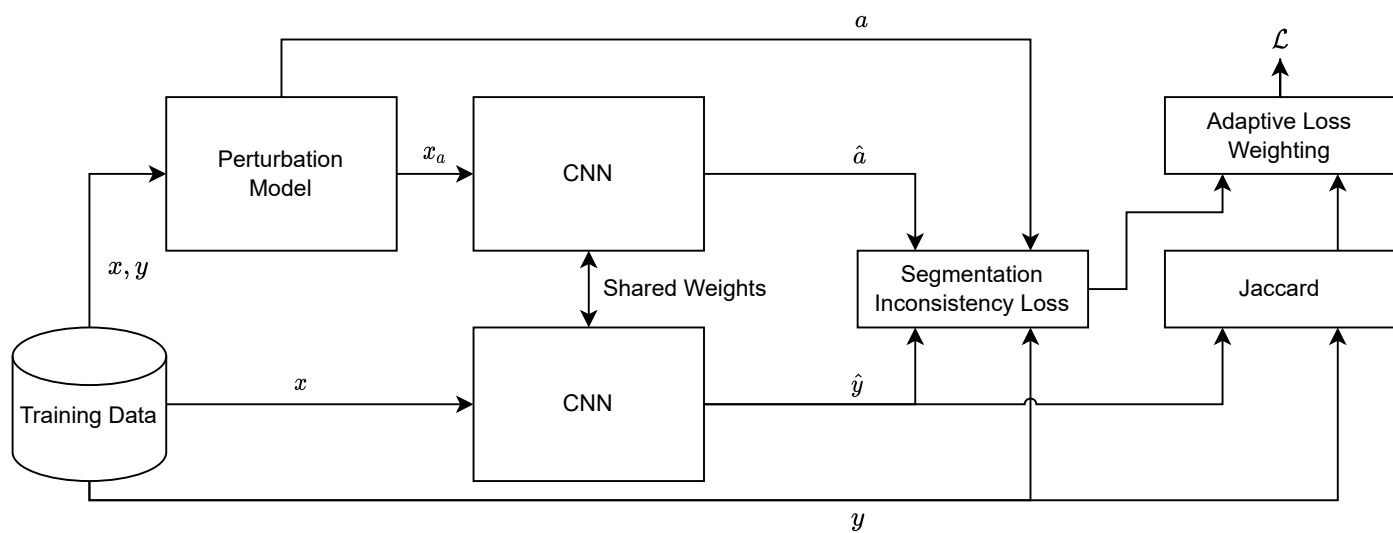 a
ℒ
Perturbation
Model
x_a
CNN
â
Adaptive Loss
Weighting
x, y
Shared Weights
Segmentation
Inconsistency Loss
Jaccard
Training Data
x
CNN
ŷ
y